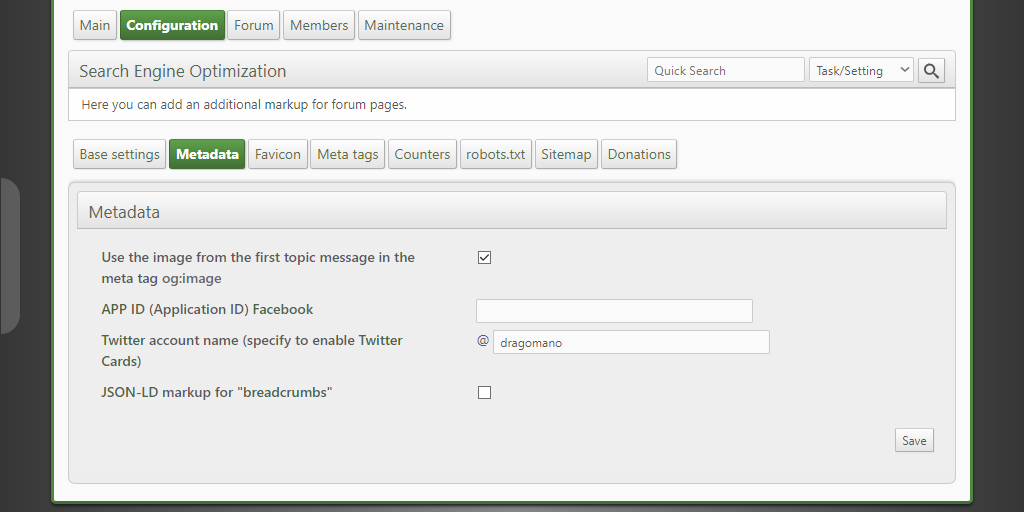 Main Configuration Forum Members Maintenance
Search Engine Optimization Quick Search Task/Setting
Here you can add an additional markup for forum pages.
Base settings Metadata Favicon Meta tags Counters robots.txt Sitemap Donations
Metadata
Use the image from the first topic message in the
meta tag og:image
APP ID (Application ID) Facebook
Twitter account name (specify to enable Twitter @ dragomano
Cards)
JSON-LD markup for "breadcrumbs"
Save